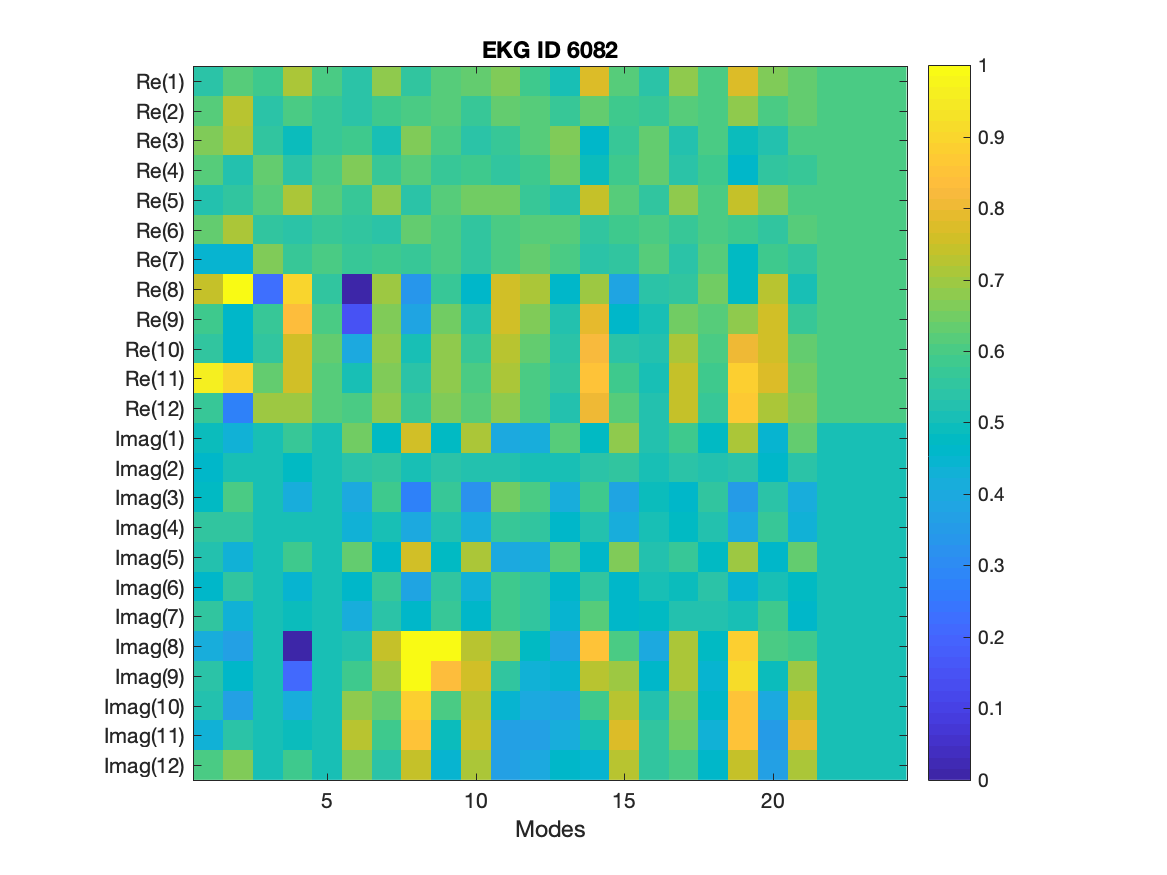 EKG ID 6082
Re(1)
Re(2)
Re(3)
Re(4)
Re(5)
Re(6)
Re(7)
Re(8)
Re(9)
Re(10)
Re(11)
Re(12)
Imag(1)
Imag(2)
Imag(3)
Imag(4)
Imag(5)
Imag(6)
Imag(7)
Imag(8)
Imag(9)
Imag(10)
Imag(11)
Imag(12)
5 10 15 20
Modes
1
0.9
0.8
0.7
0.6
0.5
0.4
0.3
0.2
0.1
0